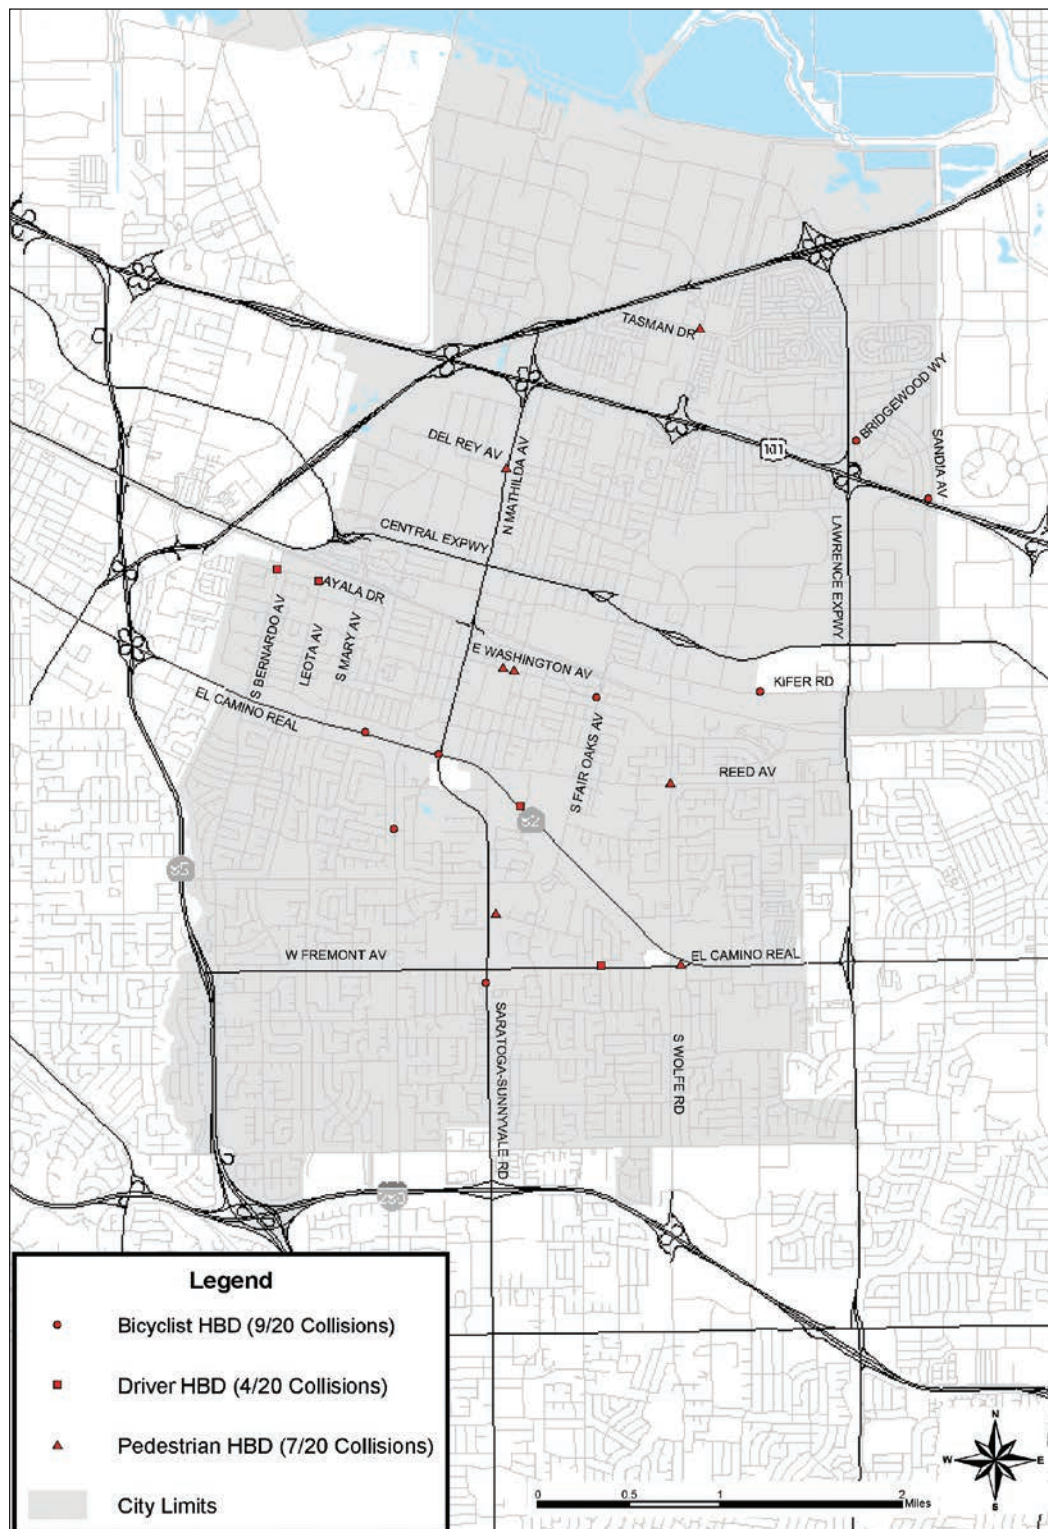 TASMAN DR
BRIDGEWOOD WY
DEL REY AV
N MATHILDA AV
101
SANDIA AV
CENTRAL EXPWY
LAWRENCE EXPWY
AYALA DR
S BERNARDO AV
LEOTA AV
S MARY AV
E WASHINGTON AV
KIFER RD
EL CAMINO REAL
S FAIR OAKS AV
REED AV
82
85
W FREMONT AV
EL CAMINO REAL
SARATOGA-SUNNYVALE RD
S WOLFE RD
Legend
Bicyclist HBD (9/20 Collisions)
Driver HBD (4/20 Collisions)
Pedestrian HBD (7/20 Collisions)
City Limits
N
W
E
S
0
0.5
1
2
Miles